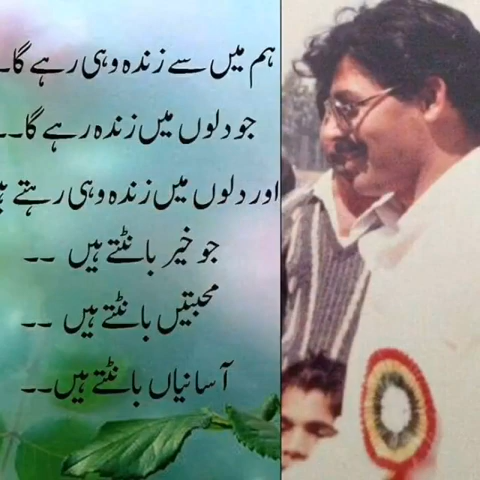 ہم میں سے زندہ وہی رہے گا۔
جو دلوں میں زندہ رہے گا۔۔
اور دلوں میں زندہ وہی رہتے
جو خیر بانٹتے ہیں ۔۔
محبتیں بانٹتے ہیں ۔۔
آسانیاں بانٹتے ہیں۔۔